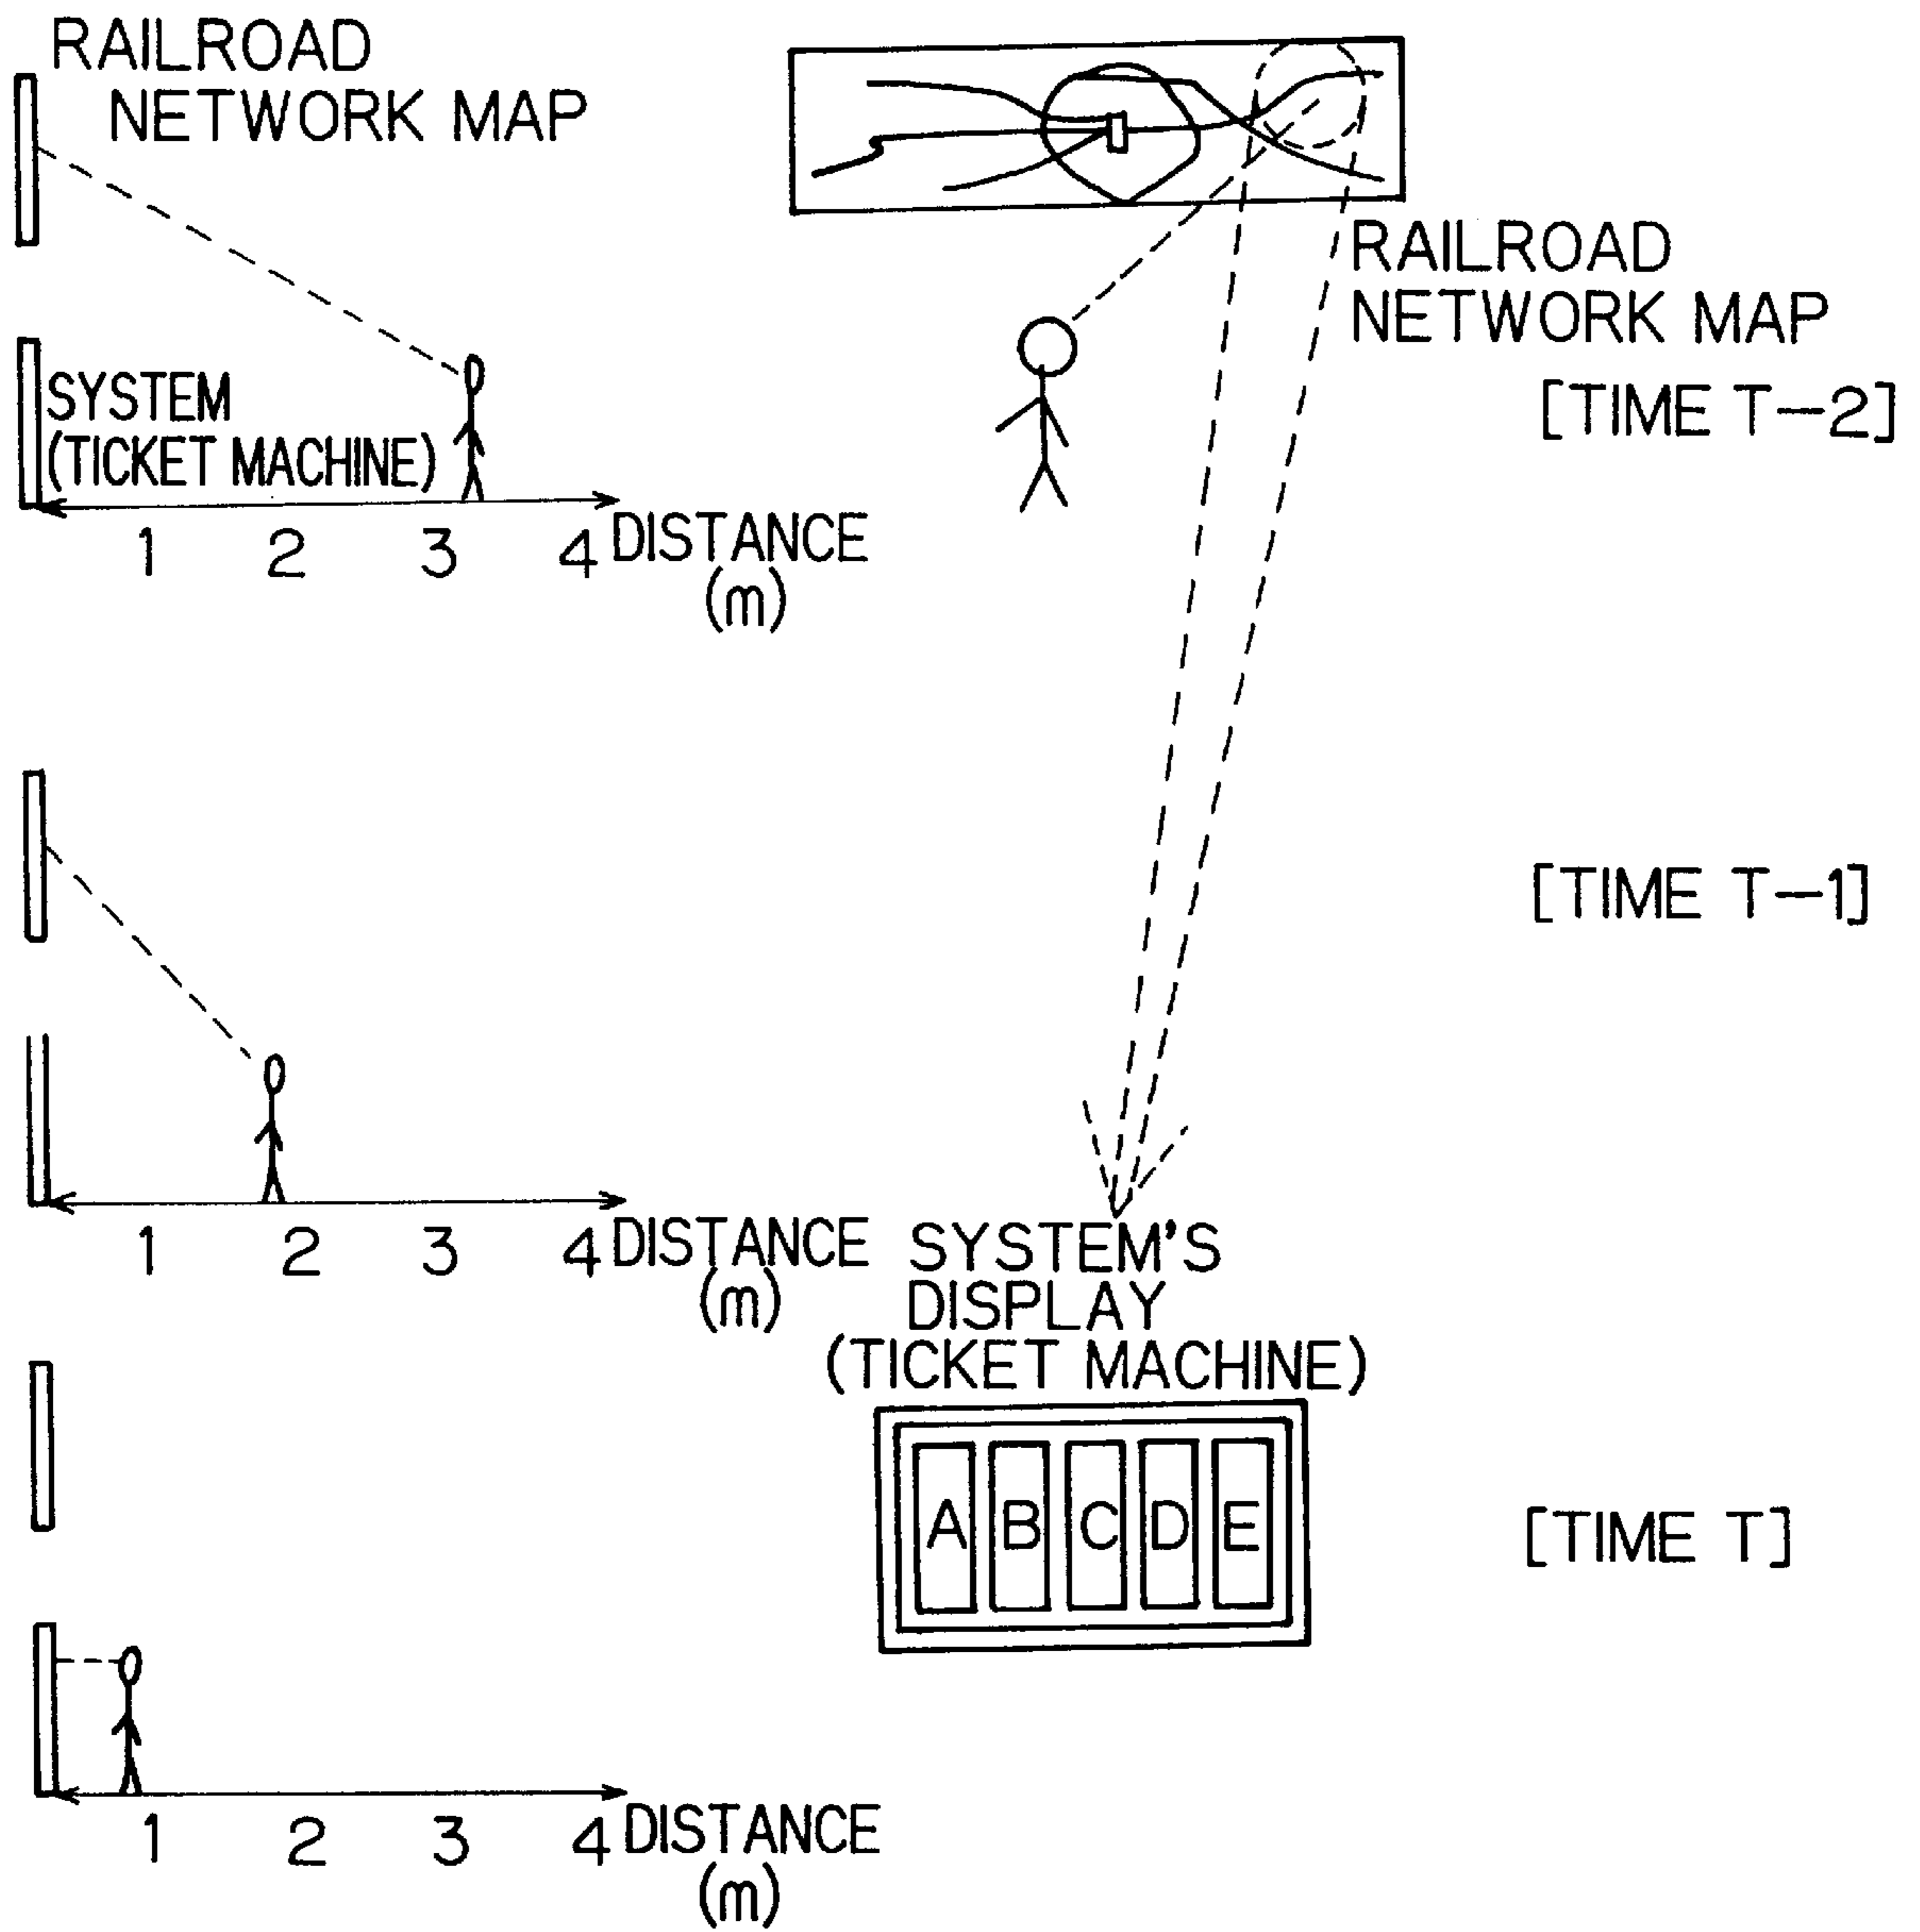 RAILROAD
NETWORK MAP
RAILROAD
NETWORK MAP
[TIME T-2]
SYSTEM
(TICKET MACHINE)
1 2 3 4 DISTANCE
(m)
[TIME T-1]
1 2 3 4 DISTANCE
(m)
SYSTEM'S
DISPLAY
(TICKET MACHINE)
A B C D E
[TIME T]
1 2 3 4 DISTANCE
(m)